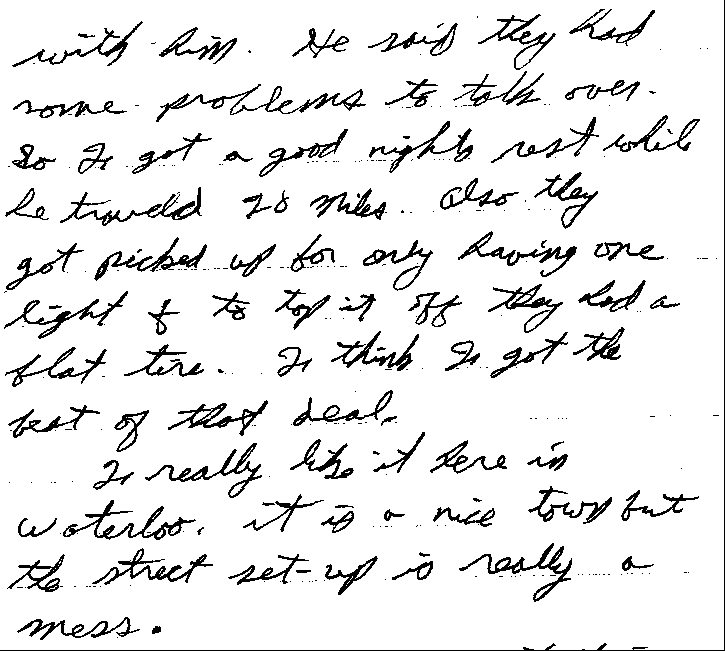 with him. He said they had
some problems to talk over.
So I got a good nights rest while
he traveld 28 miles. Also they
got picked up for only having one
light & to top it off they had a
flat tire. I think I got the
best of that deal.
I really like it here in
Waterloo. it is a nice town but
the street set-up is really a
mess.